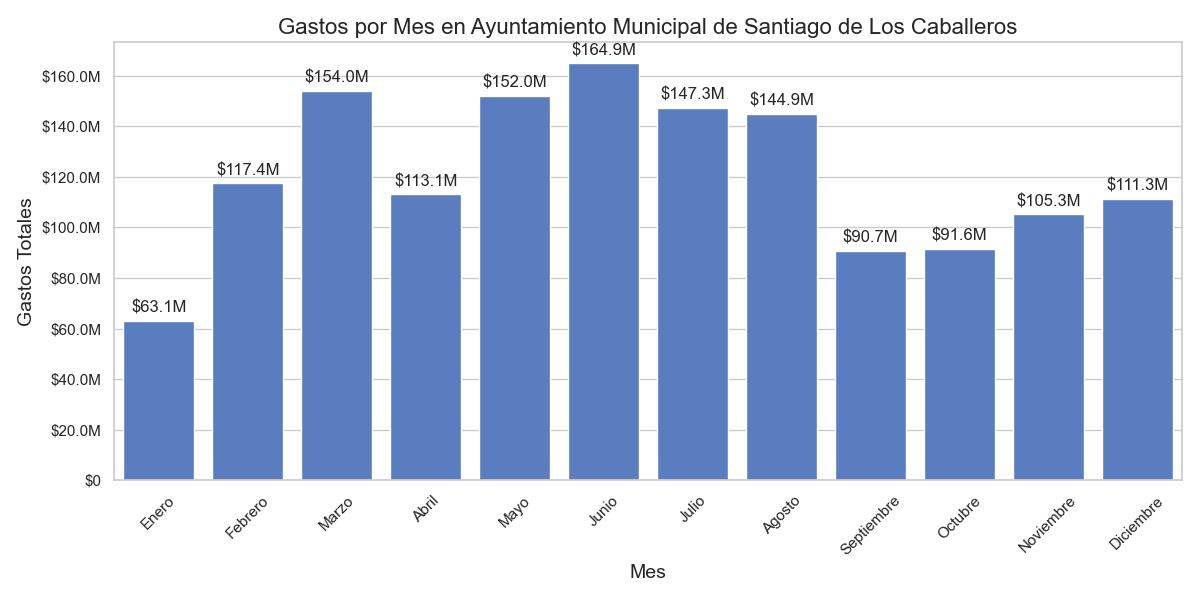 Gastos por Mes en Ayuntamiento Municipal de Santiago de Los Caballeros
Gastos Totales
$160.0M
$140.0M
$120.0M
$100.0M
$80.0M
$60.0M
$40.0M
$20.0M
$0
$63.1M
$117.4M
$154.0M
$113.1M
$152.0M
$164.9M
$147.3M
$144.9M
$90.7M
$91.6M
$105.3M
$111.3M
Enero
Febrero
Marzo
Abril
Mayo
Junio
Julio
Agosto
Septiembre
Octubre
Noviembre
Diciembre
Mes